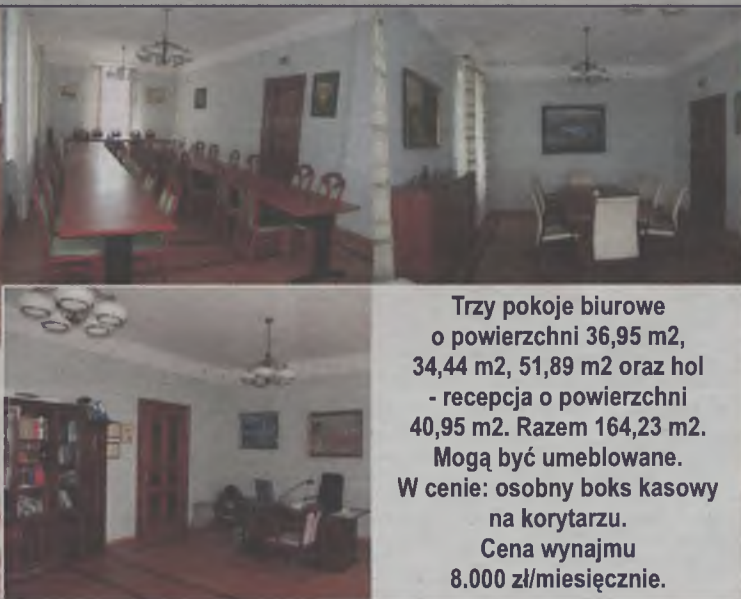 Trzy pokoje biurowe
o powierzchni 36,95 m2,
34,44 m2, 51,89 m2 oraz hol
- recepcja o powierzchni
40,95 m2. Razem 164,23 m2.
Mogą być umeblowane.
W cenie: osobny boks kasowy
na korytarzu.
Cena wynajmu
8.000 zł/miesięcznie.